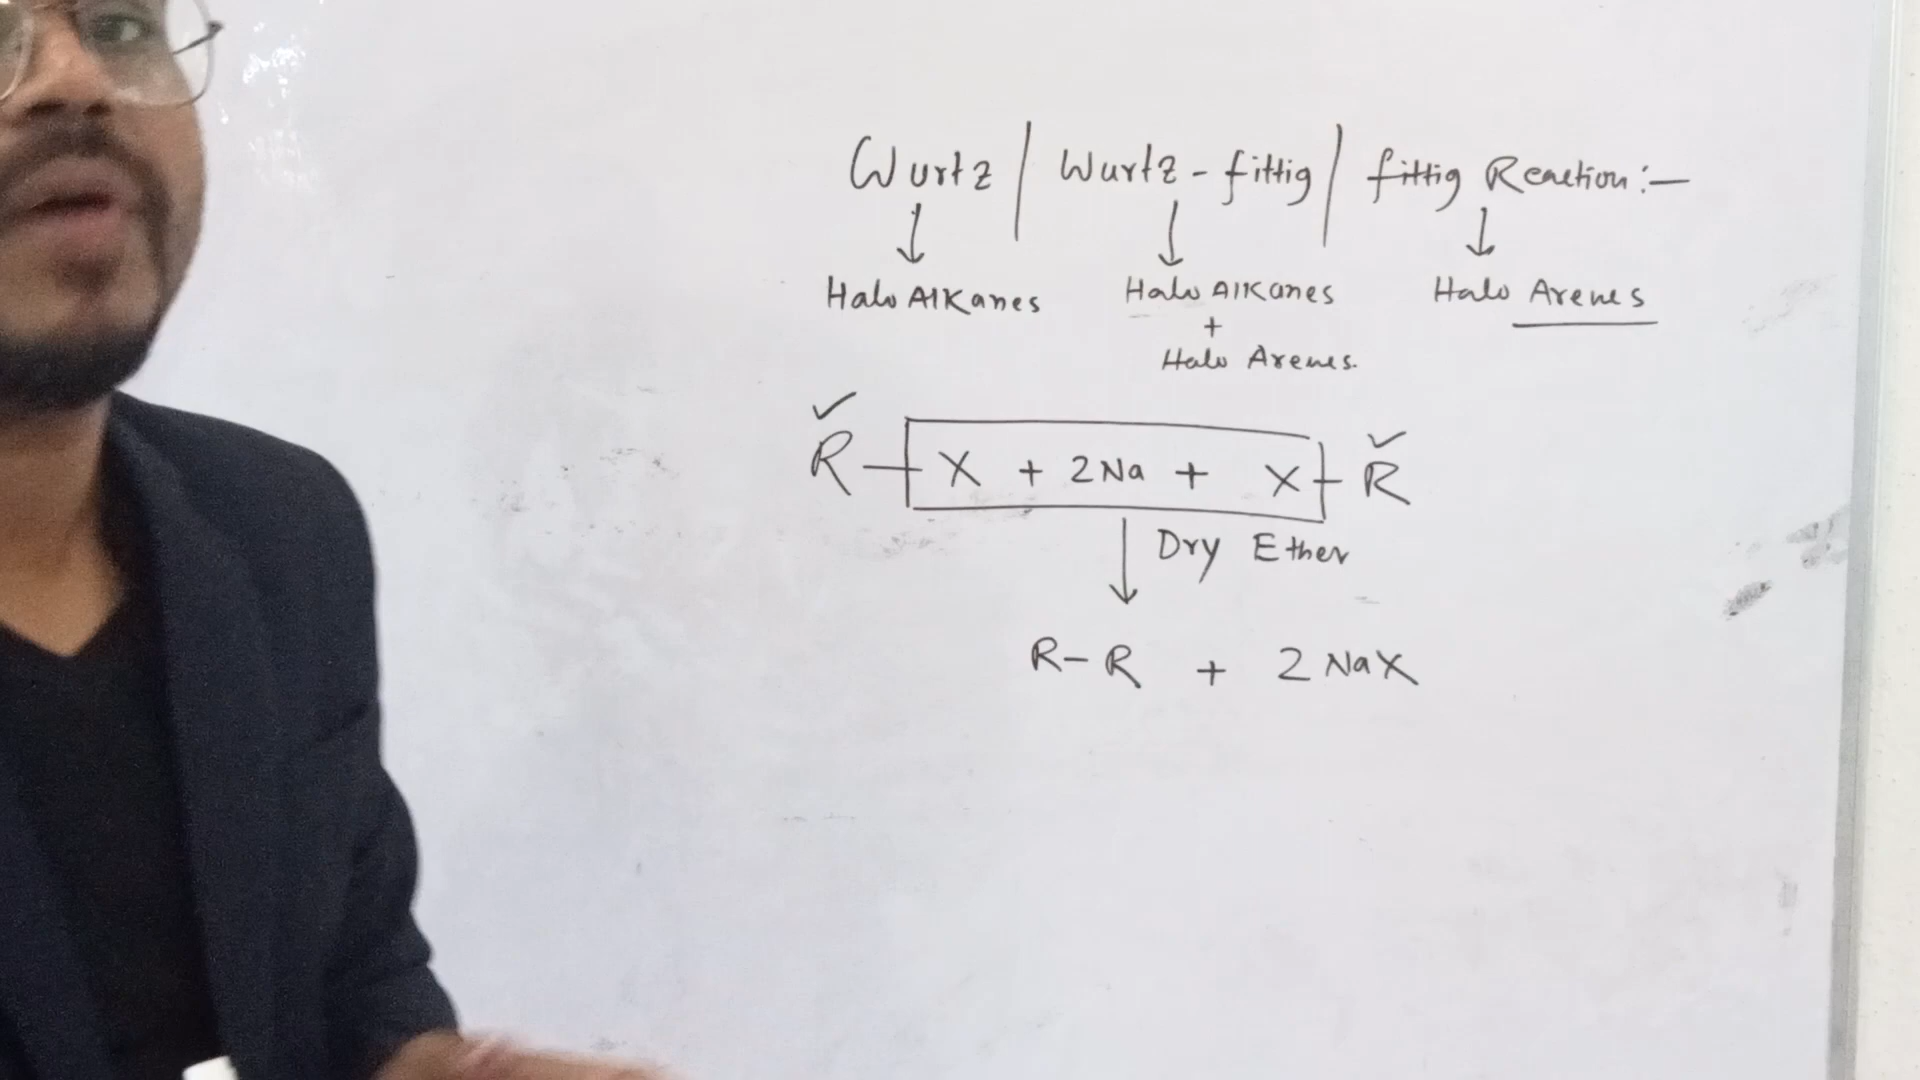 Wurtz / Wurtz-fittig / fittig Reaction :-
↓ ↓ ↓
Halo Alkanes Halo Alkanes Halo Arenes
+
Halo Arenes.
R - X + 2Na + X - R
↓ Dry Ether
R-R + 2 NaX